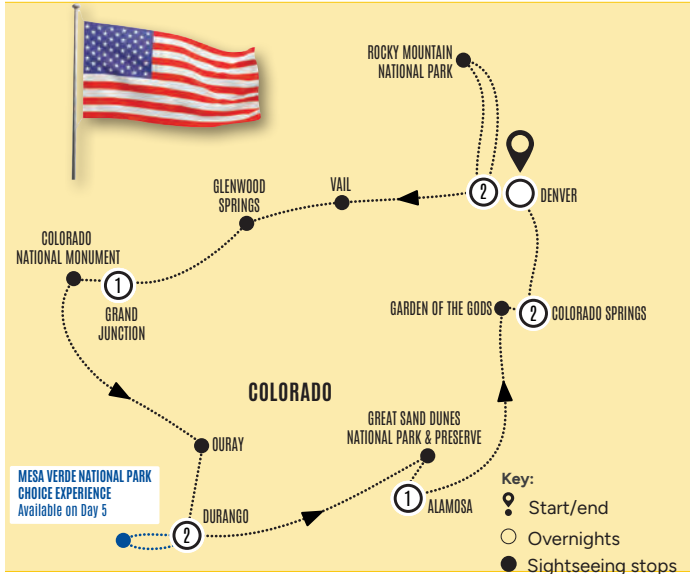 ROCKY MOUNTAIN
NATIONAL PARK
2
DENVER
VAIL
GLENWOOD
SPRINGS
COLORADO
NATIONAL MONUMENT
1
GRAND
JUNCTION
GARDEN OF THE GODS
2
COLORADO SPRINGS
COLORADO
GREAT SAND DUNES
NATIONAL PARK & PRESERVE
OURAY
MESA VERDE NATIONAL PARK
CHOICE EXPERIENCE
Available on Day 5
2
DURANGO
1
ALAMOSA
Key:
Start/end
Overnights
Sightseeing stops